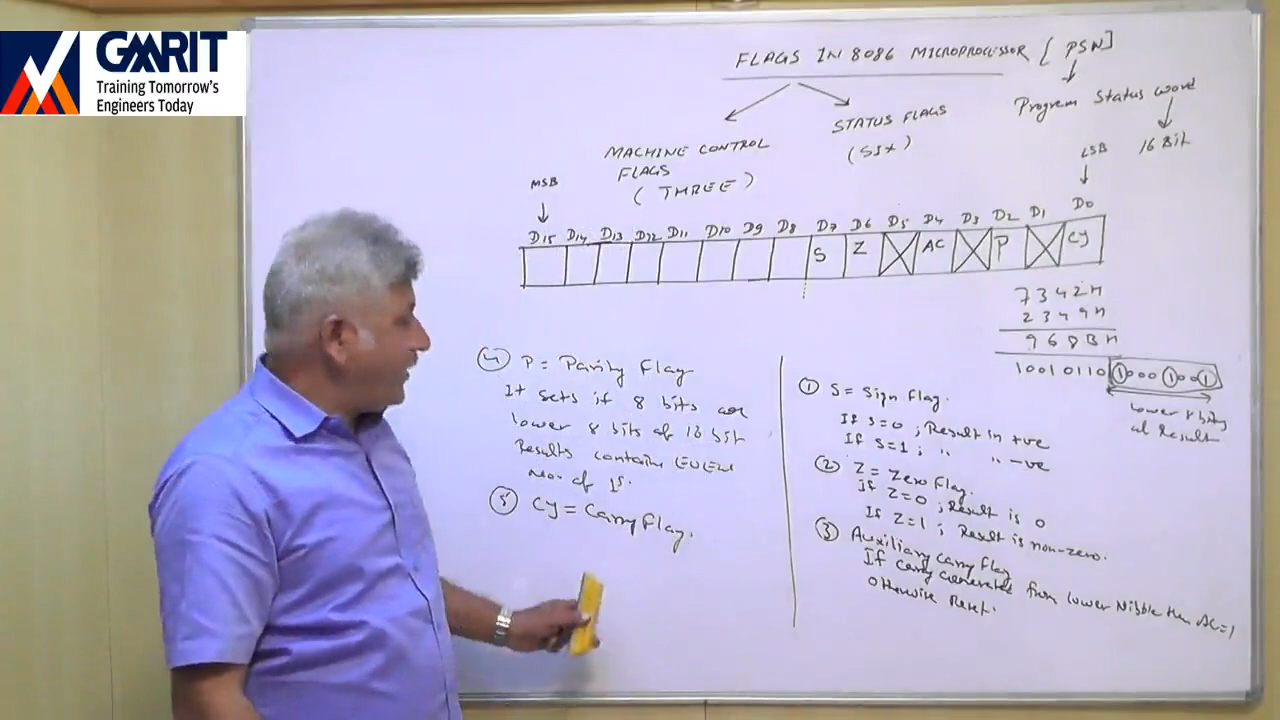 GMRIT
Training Tomorrow's
Engineers Today
FLAGS IN 8086 MICROPROCESSOR [PSW]
Program Status word
16 Bit
MACHINE CONTROL
FLAGS
(THREE)
STATUS FLAGS
(SIX)
MSB
LSB
D15 D14 D13 D12 D11 D10 D9 D8 D7 D6 D5 D4 D3 D2 D1 D0
S Z AC P CY
7342H
2349H
968BH
10010110 10001001
lower 8 bits
of Result
④ P = Parity Flag
It sets if 8 bits or
lower 8 bits of 16 bit
Results contain EVEN
no. of 1s.
⑤ CY = Carry Flag.
① S = Sign Flag.
If S=0 ; Result in +ve
If S=1 ; " " -ve
② Z = Zero Flag.
If Z=0 ; Result is 0
If Z=1 ; Result is non-zero.
③ Auxiliary carry flag
If carry generated from lower Nibble then AC=1
Otherwise Reset.